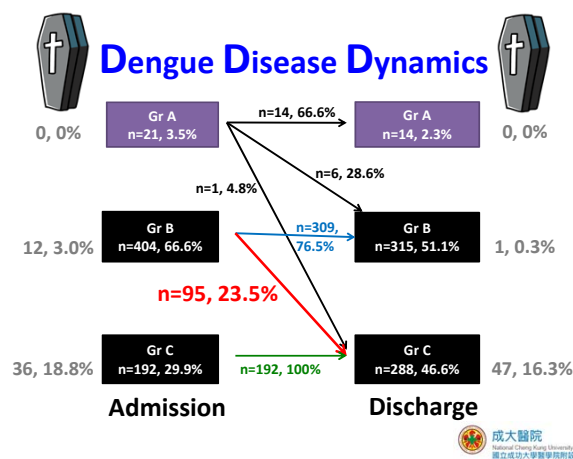 Dengue Disease Dynamics
Gr A
n=21, 3.5%
n=14, 66.6%
Gr A
n=14, 2.3%
0, 0%
0, 0%
n=6, 28.6%
n=1, 4.8%
Gr B
n=404, 66.6%
n=309,
76.5%
Gr B
n=315, 51.1%
12, 3.0%
1, 0.3%
n=95, 23.5%
Gr C
n=192, 29.9%
n=192, 100%
Gr C
n=288, 46.6%
36, 18.8%
47, 16.3%
Admission
Discharge
成大醫院
National Cheng Kung University
國立成功大學醫學院附設